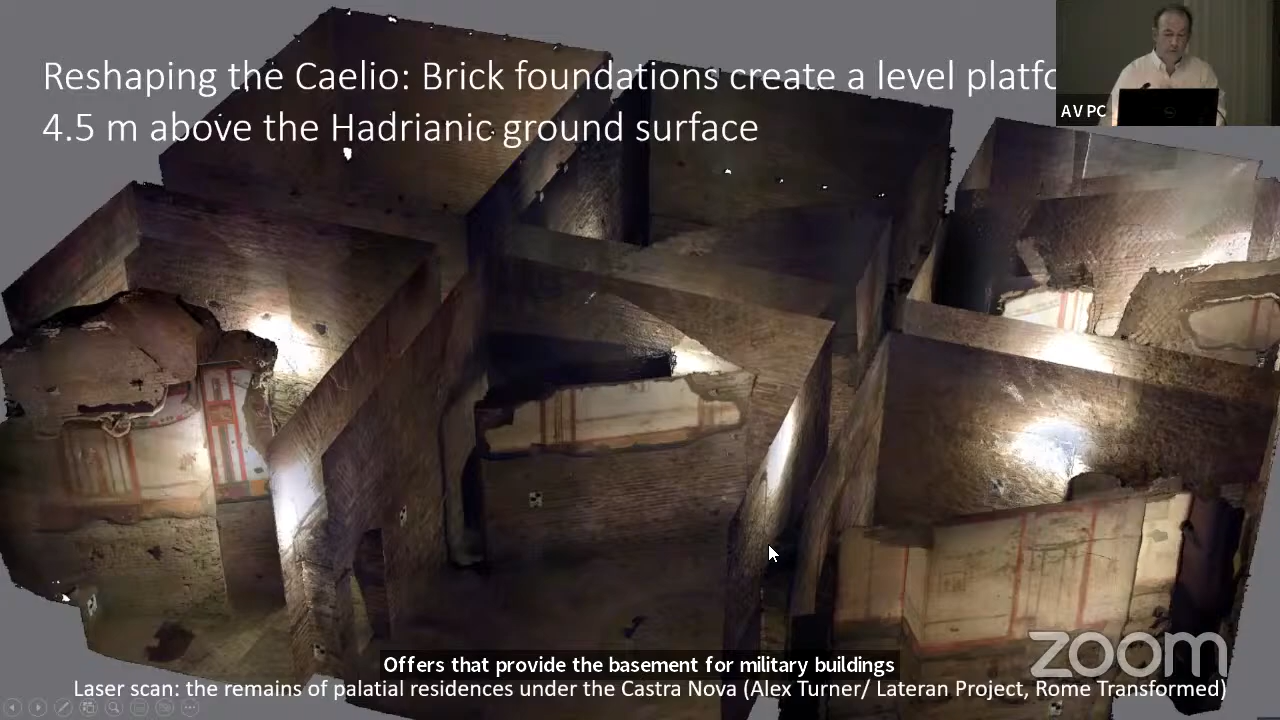 Reshaping the Caelio: Brick foundations create a level platfo
4.5 m above the Hadrianic ground surface
AV PC
Offers that provide the basement for military buildings
zoom
Laser scan: the remains of palatial residences under the Castra Nova (Alex Turner/ Lateran Project, Rome Transformed)